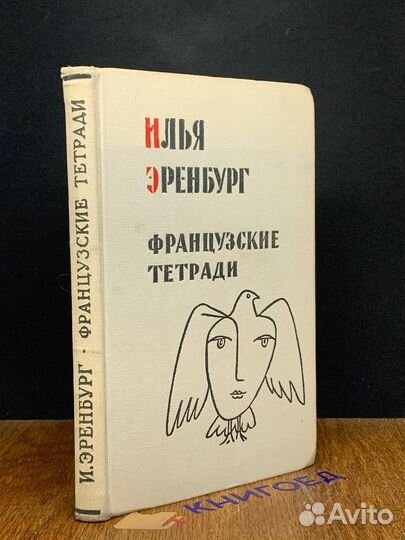 И. ЭРЕНБУРГ · ФРАНЦУЗСКИЕ ТЕТРАДИ
ИЛЬЯ
ЭРЕНБУРГ
ФРАНЦУЗСКИЕ
ТЕТРАДИ
КНИГОЕД
Avito